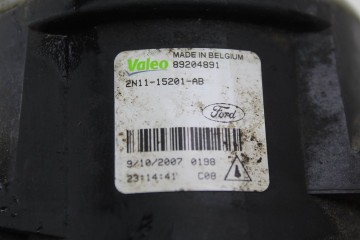 MADE IN BELGIUM
Valeo 89204891
2N11-15201-AB
Ford
9/10/2007 0198
23:14:41 C08